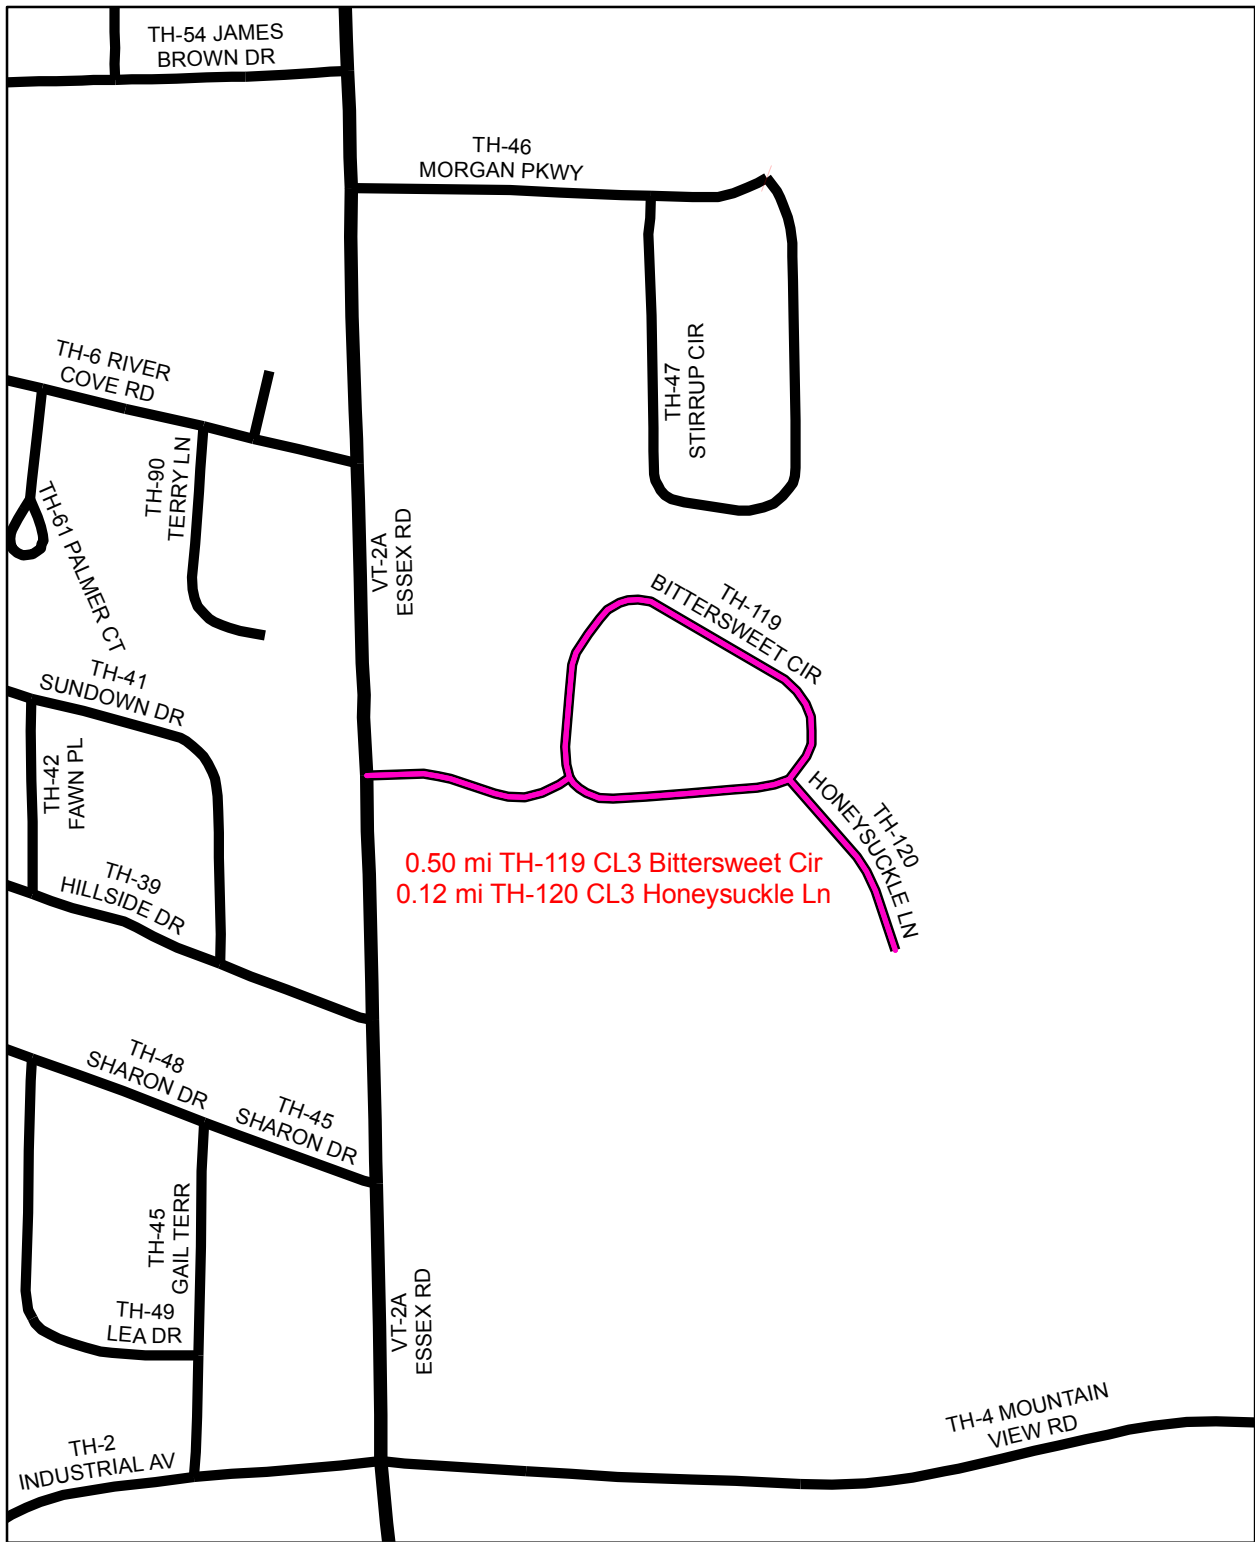 TH-54 JAMES
BROWN DR
TH-46
MORGAN PKWY
TH-47
STIRRUP CIR
TH-6 RIVER
COVE RD
TH-90
TERRY LN
TH-61 PALMER CT
VT-2A
ESSEX RD
TH-119
BITTERSWEET CIR
TH-41
SUNDOWN DR
TH-42
FAWN PL
TH-120
HONEYSUCKLE LN
0.50 mi TH-119 CL3 Bittersweet Cir
0.12 mi TH-120 CL3 Honeysuckle Ln
TH-39
HILLSIDE DR
TH-48
SHARON DR
TH-45
SHARON DR
TH-45
GAIL TERR
TH-49
LEA DR
VT-2A
ESSEX RD
TH-4 MOUNTAIN
VIEW RD
TH-2
INDUSTRIAL AV